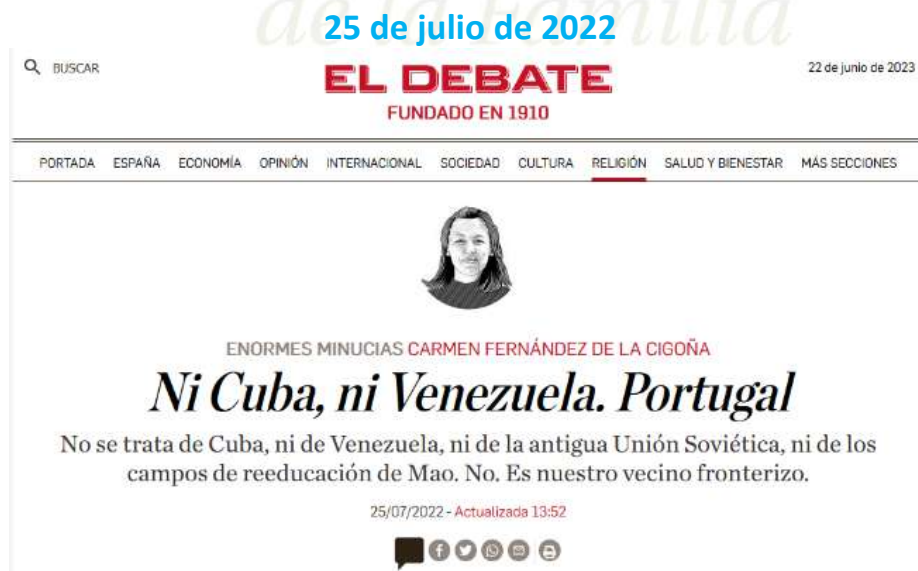 de la Familia
25 de julio de 2022
BUSCAR
EL DEBATE
22 de junio de 2023
FUNDADO EN 1910
PORTADA ESPAÑA ECONOMÍA OPINIÓN INTERNACIONAL SOCIEDAD CULTURA RELIGIÓN SALUD Y BIENESTAR MÁS SECCIONES
ENORMES MINUCIAS CARMEN FERNÁNDEZ DE LA CIGOÑA
Ni Cuba, ni Venezuela. Portugal
No se trata de Cuba, ni de Venezuela, ni de la antigua Unión Soviética, ni de los
campos de reeducación de Mao. No. Es nuestro vecino fronterizo.
25/07/2022 - Actualizada 13:52